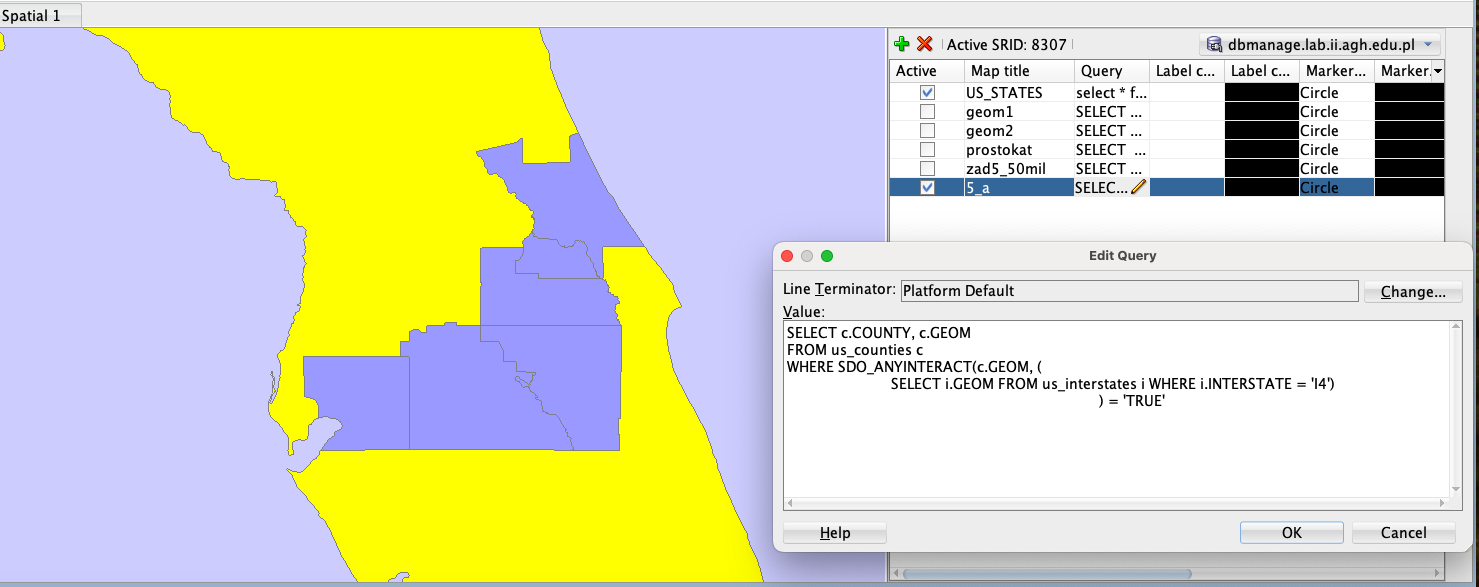 Spatial 1
Active SRID: 8307
dbmanage.lab.ii.agh.edu.pl
Active Map title Query Label c... Label c... Marker... Marker.
US_STATES select * f... Circle
geom1 SELECT ... Circle
geom2 SELECT ... Circle
prostokat SELECT ... Circle
zad5_50mil SELECT ... Circle
5_a SELEC... Circle
Edit Query
Line Terminator: Platform Default Change...
Value:
SELECT c.COUNTY, c.GEOM
FROM us_counties c
WHERE SDO_ANYINTERACT(c.GEOM, (
SELECT i.GEOM FROM us_interstates i WHERE i.INTERSTATE = 'I4')
) = 'TRUE'
Help OK Cancel